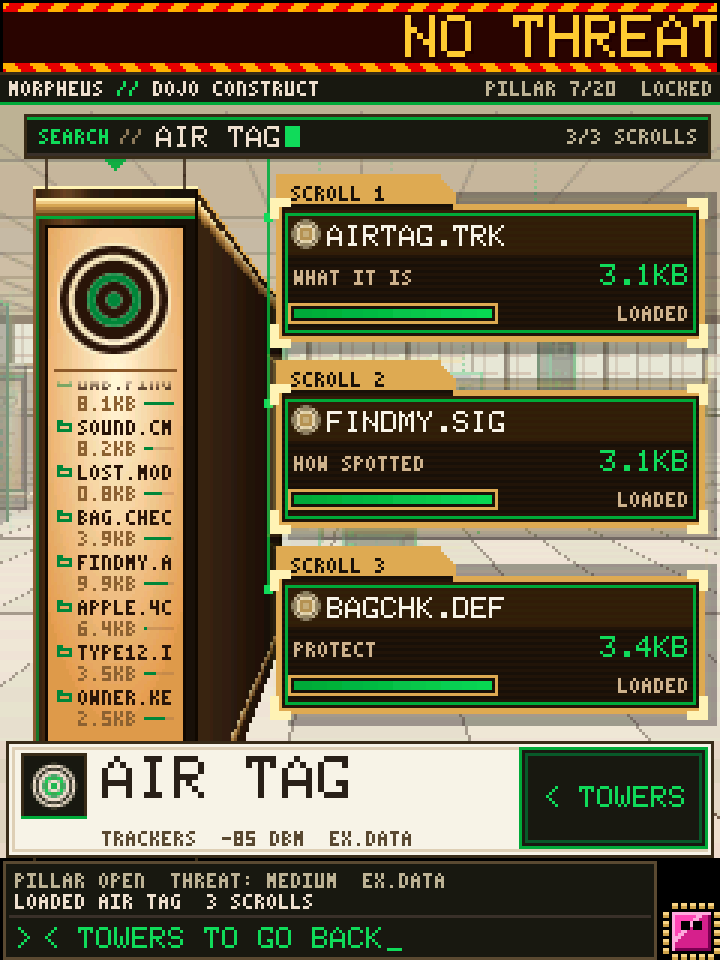 NO THREAT
MORPHEUS // DOJO CONSTRUCT
PILLAR 7/20 LOCKED
SEARCH // AIR TAG
3/3 SCROLLS
SCROLL 1
AIRTAG.TRK
WHAT IT IS 3.1KB
LOADED
SCROLL 2
FINDMY.SIG
HOW SPOTTED 3.1KB
LOADED
SCROLL 3
BAGCHK.DEF
PROTECT 3.4KB
LOADED
8.1KB
SOUND.CM
8.2KB
LOST.MOD
0.8KB
BAG.CHEC
3.9KB
FINDMY.A
9.9KB
APPLE.4C
6.4KB
TYPE12.I
3.5KB
OWNER.KE
2.5KB
AIR TAG
TRACKERS -85 DBM EX.DATA
< TOWERS
PILLAR OPEN THREAT: MEDIUM EX.DATA
LOADED AIR TAG 3 SCROLLS
> < TOWERS TO GO BACK_